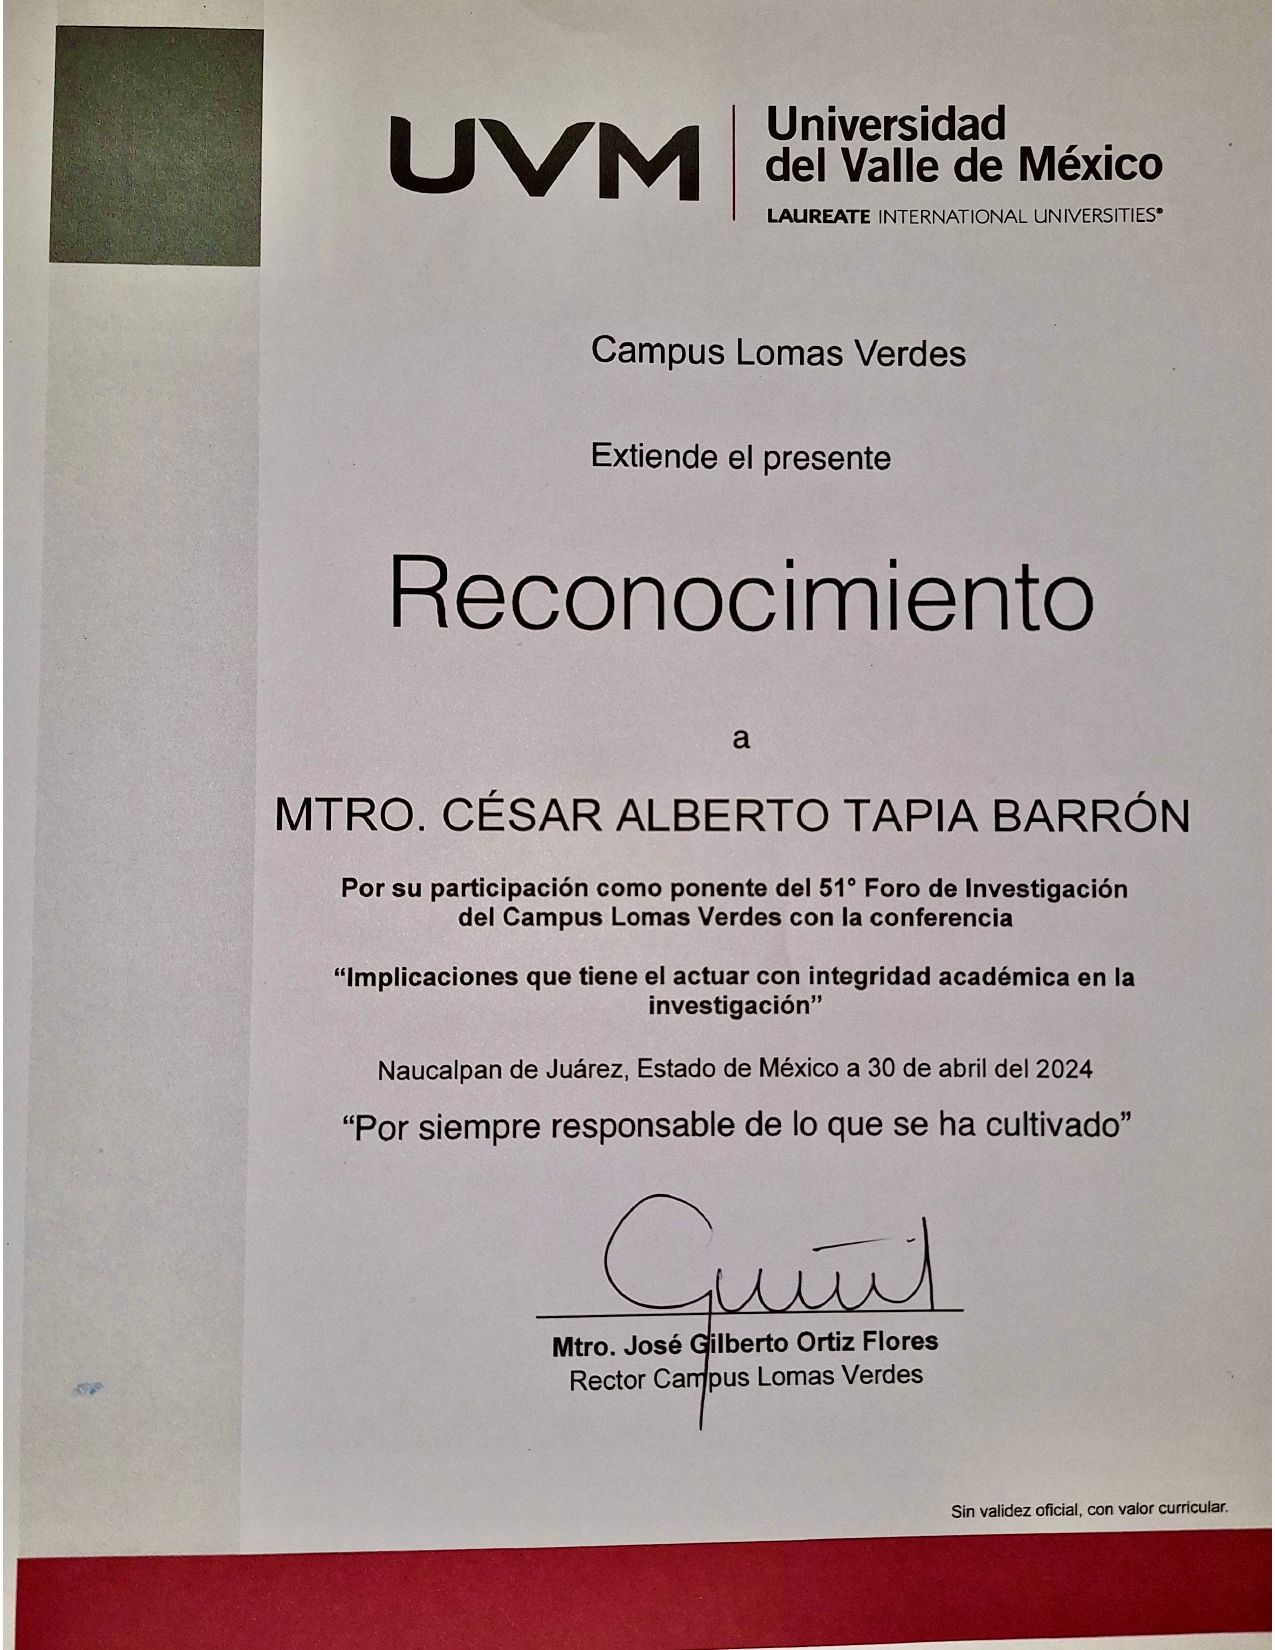 UVM
Universidad
del Valle de México
LAUREATE INTERNATIONAL UNIVERSITIES®
Campus Lomas Verdes
Extiende el presente
Reconocimiento
a
MTRO. CÉSAR ALBERTO TAPIA BARRÓN
Por su participación como ponente del 51° Foro de Investigación
del Campus Lomas Verdes con la conferencia
“Implicaciones que tiene el actuar con integridad académica en la
investigación”
Naucalpan de Juárez, Estado de México a 30 de abril del 2024
“Por siempre responsable de lo que se ha cultivado”
Mtro. José Gilberto Ortiz Flores
Rector Campus Lomas Verdes
Sin validez oficial, con valor curricular.